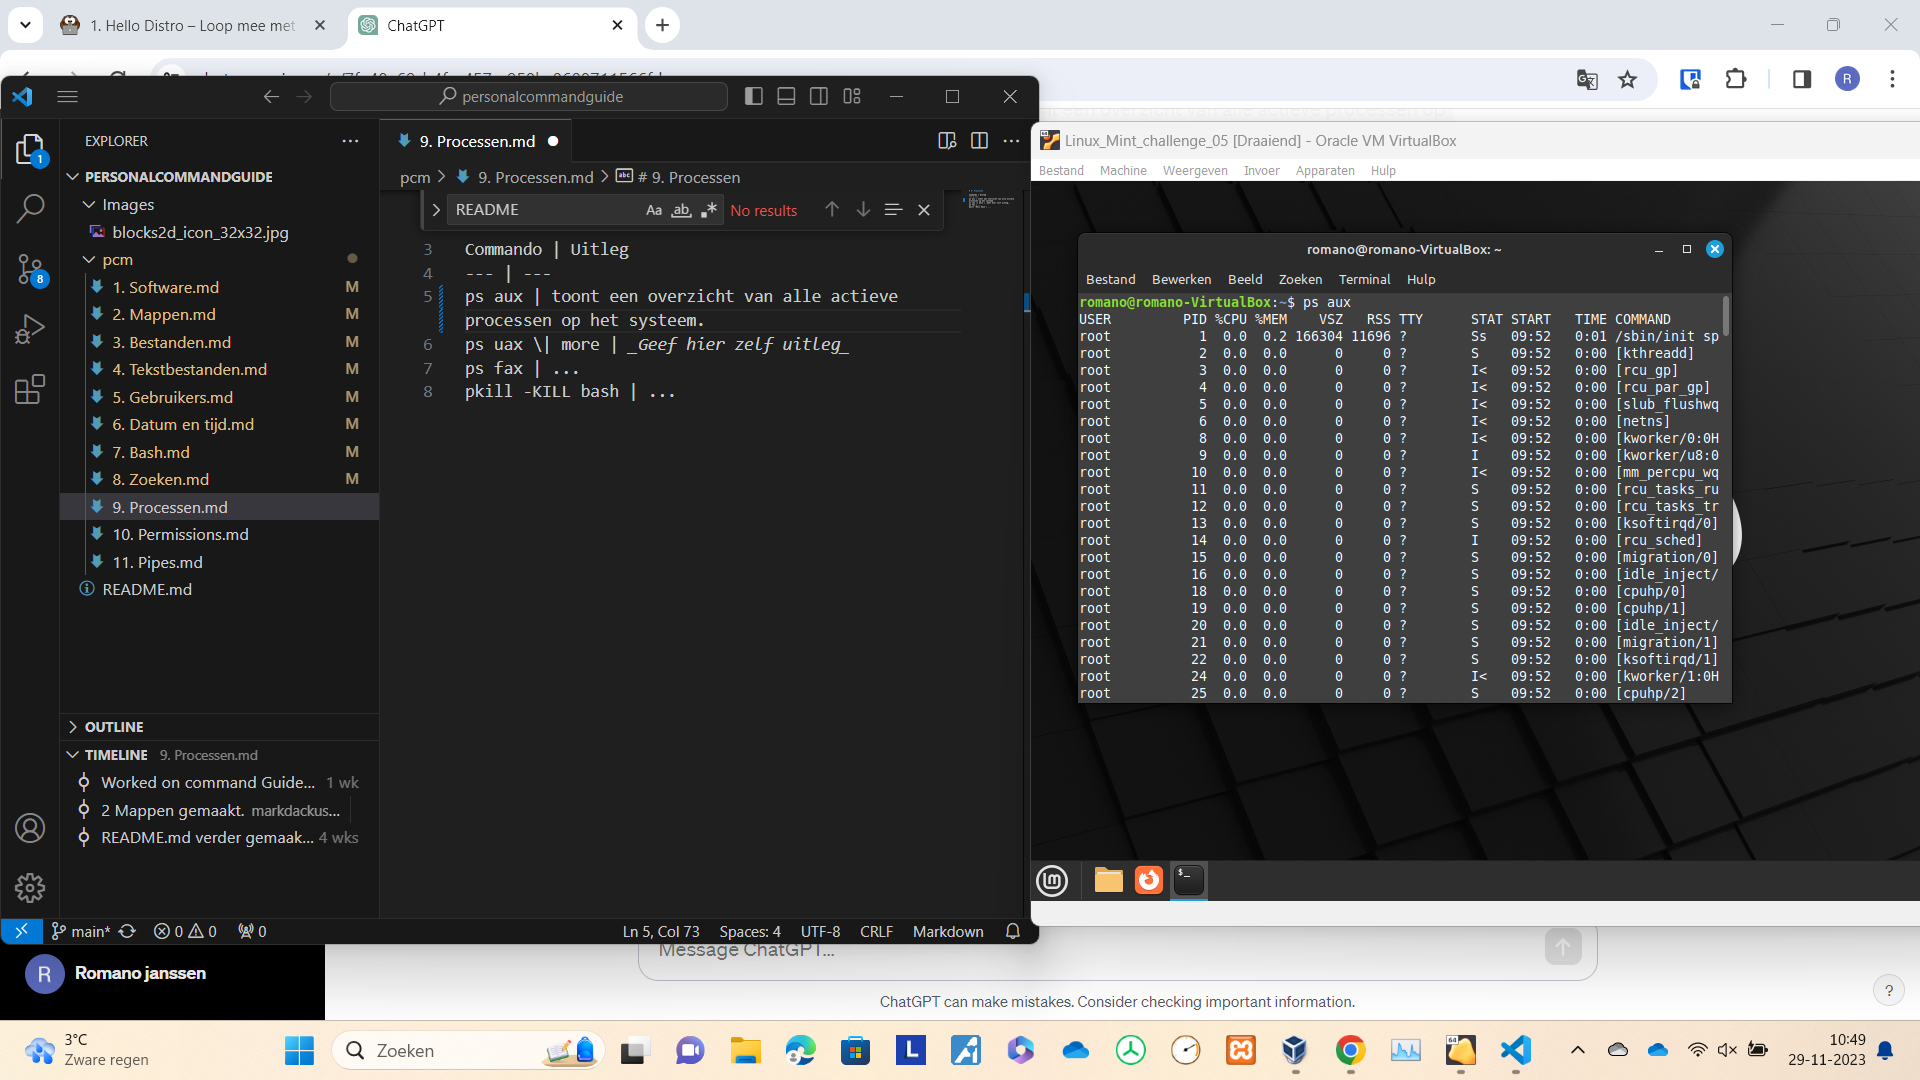 1. Hello Distro – Loop mee met
ChatGPT
personalcommandguide
EXPLORER
PERSONALCOMMANDGUIDE
Images
blocks2d_icon_32x32.jpg
pcm
1. Software.md M
2. Mappen.md M
3. Bestanden.md M
4. Tekstbestanden.md M
5. Gebruikers.md M
6. Datum en tijd.md M
7. Bash.md M
8. Zoeken.md M
9. Processen.md
10. Permissions.md
11. Pipes.md
README.md
OUTLINE
TIMELINE 9. Processen.md
Worked on command Guide... 1 wk
2 Mappen gemaakt. markdackus...
README.md verder gemaak... 4 wks
1
8
9. Processen.md
pcm > 9. Processen.md > # 9. Processen
README Aa ab .* No results
3 Commando | Uitleg
4 --- | ---
5 ps aux | toont een overzicht van alle actieve
processen op het systeem.
6 ps uax \| more | _Geef hier zelf uitleg_
7 ps fax | ...
8 pkill -KILL bash | ...
main* 0 0 0 Ln 5, Col 73 Spaces: 4 UTF-8 CRLF Markdown
Linux_Mint_challenge_05 [Draaiend] - Oracle VM VirtualBox
Bestand Machine Weergeven Invoer Apparaten Hulp
romano@romano-VirtualBox: ~
Bestand Bewerken Beeld Zoeken Terminal Hulp
romano@romano-VirtualBox:~$ ps aux
USER PID %CPU %MEM VSZ RSS TTY STAT START TIME COMMAND
root 1 0.0 0.2 166304 11696 ? Ss 09:52 0:01 /sbin/init sp
root 2 0.0 0.0 0 0 ? S 09:52 0:00 [kthreadd]
root 3 0.0 0.0 0 0 ? I< 09:52 0:00 [rcu_gp]
root 4 0.0 0.0 0 0 ? I< 09:52 0:00 [rcu_par_gp]
root 5 0.0 0.0 0 0 ? I< 09:52 0:00 [slub_flushwq
root 6 0.0 0.0 0 0 ? I< 09:52 0:00 [netns]
root 8 0.0 0.0 0 0 ? I< 09:52 0:00 [kworker/0:0H
root 9 0.0 0.0 0 0 ? I 09:52 0:00 [kworker/u8:0
root 10 0.0 0.0 0 0 ? I< 09:52 0:00 [mm_percpu_wq
root 11 0.0 0.0 0 0 ? S 09:52 0:00 [rcu_tasks_ru
root 12 0.0 0.0 0 0 ? S 09:52 0:00 [rcu_tasks_tr
root 13 0.0 0.0 0 0 ? S 09:52 0:00 [ksoftirqd/0]
root 14 0.0 0.0 0 0 ? I 09:52 0:00 [rcu_sched]
root 15 0.0 0.0 0 0 ? S 09:52 0:00 [migration/0]
root 16 0.0 0.0 0 0 ? S 09:52 0:00 [idle_inject/
root 18 0.0 0.0 0 0 ? S 09:52 0:00 [cpuhp/0]
root 19 0.0 0.0 0 0 ? S 09:52 0:00 [cpuhp/1]
root 20 0.0 0.0 0 0 ? S 09:52 0:00 [idle_inject/
root 21 0.0 0.0 0 0 ? S 09:52 0:00 [migration/1]
root 22 0.0 0.0 0 0 ? S 09:52 0:00 [ksoftirqd/1]
root 24 0.0 0.0 0 0 ? I< 09:52 0:00 [kworker/1:0H
root 25 0.0 0.0 0 0 ? S 09:52 0:00 [cpuhp/2]
R Romano janssen
Message ChatGPT...
ChatGPT can make mistakes. Consider checking important information.
?
3°C
Zware regen
Zoeken
10:49
29-11-2023